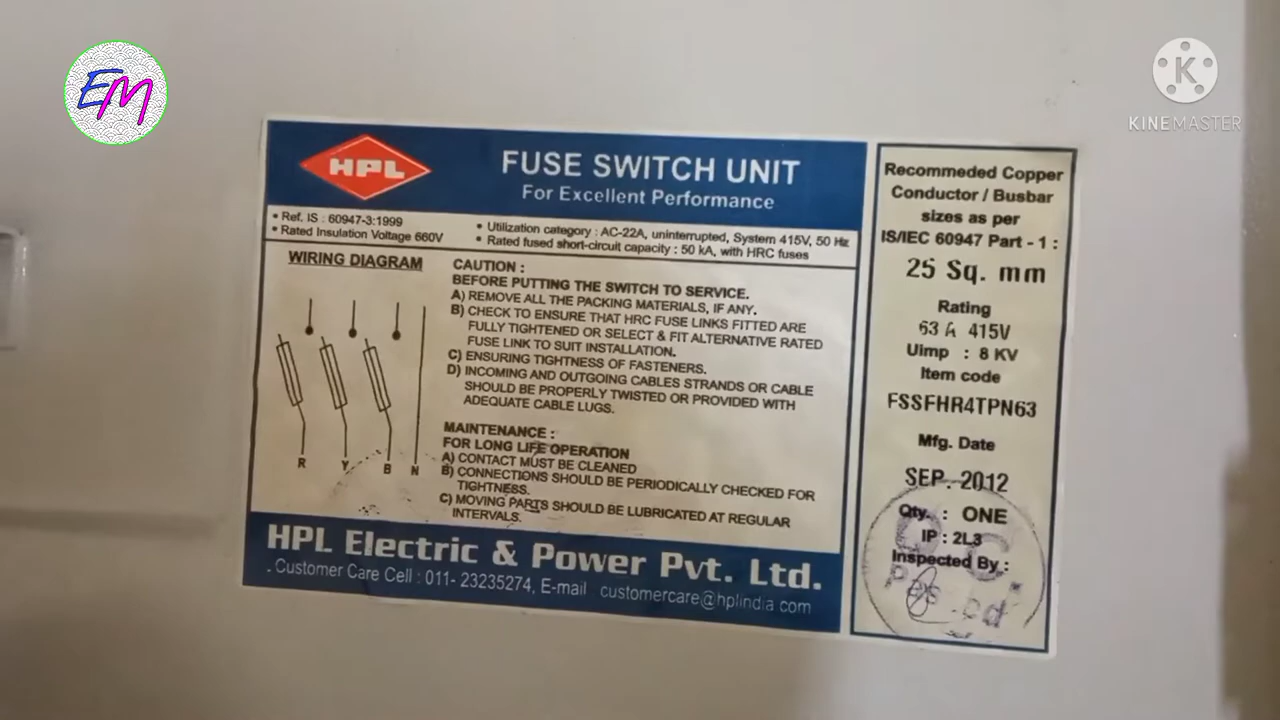 EM
K
KINEMASTER
HPL
FUSE SWITCH UNIT
For Excellent Performance
• Ref. IS : 60947-3:1999
• Rated Insulation Voltage 660V
• Utilization category : AC-22A, uninterrupted, System 415V, 50 Hz
• Rated fused short-circuit capacity : 50 kA, with HRC fuses
WIRING DIAGRAM
R Y B N
CAUTION :
BEFORE PUTTING THE SWITCH TO SERVICE.
A) REMOVE ALL THE PACKING MATERIALS, IF ANY.
B) CHECK TO ENSURE THAT HRC FUSE LINKS FITTED ARE
FULLY TIGHTENED OR SELECT & FIT ALTERNATIVE RATED
FUSE LINK TO SUIT INSTALLATION.
C) ENSURING TIGHTNESS OF FASTENERS.
D) INCOMING AND OUTGOING CABLES STRANDS OR CABLE
SHOULD BE PROPERLY TWISTED OR PROVIDED WITH
ADEQUATE CABLE LUGS.
MAINTENANCE :
FOR LONG LIFE OPERATION
A) CONTACT MUST BE CLEANED
B) CONNECTIONS SHOULD BE PERIODICALLY CHECKED FOR
TIGHTNESS.
C) MOVING PARTS SHOULD BE LUBRICATED AT REGULAR
INTERVALS.
HPL Electric & Power Pvt. Ltd.
. Customer Care Cell : 011- 23235274, E-mail customercare@hplindia.com
Recommeded Copper
Conductor / Busbar
sizes as per
IS/IEC 60947 Part - 1 :
25 Sq. mm
Rating
63 A 415V
Uimp : 8 KV
Item code
FSSFHR4TPN63
Mfg. Date
SEP. 2012
Qty. : ONE
IP : 2L3
Inspected By :